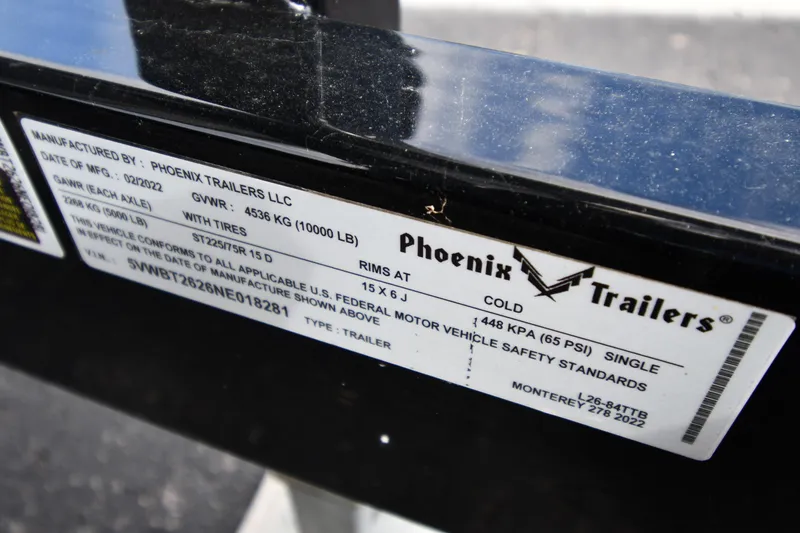 MANUFACTURED BY : PHOENIX TRAILERS LLC
DATE OF MFG. : 02/2022
GVWR : 4536 KG (10000 LB)
GAWR (EACH AXLE)
WITH TIRES
RIMS AT
COLD
2268 KG (5000 LB)
ST225/75R 15 D
15 X 6 J
448 KPA (65 PSI) SINGLE
THIS VEHICLE CONFORMS TO ALL APPLICABLE U.S. FEDERAL MOTOR VEHICLE SAFETY STANDARDS
IN EFFECT ON THE DATE OF MANUFACTURE SHOWN ABOVE
V.I.N. : 5VWBT2626NE018281
TYPE : TRAILER
L26-84TTB
MONTEREY 278 2022
Phoenix Trailers®